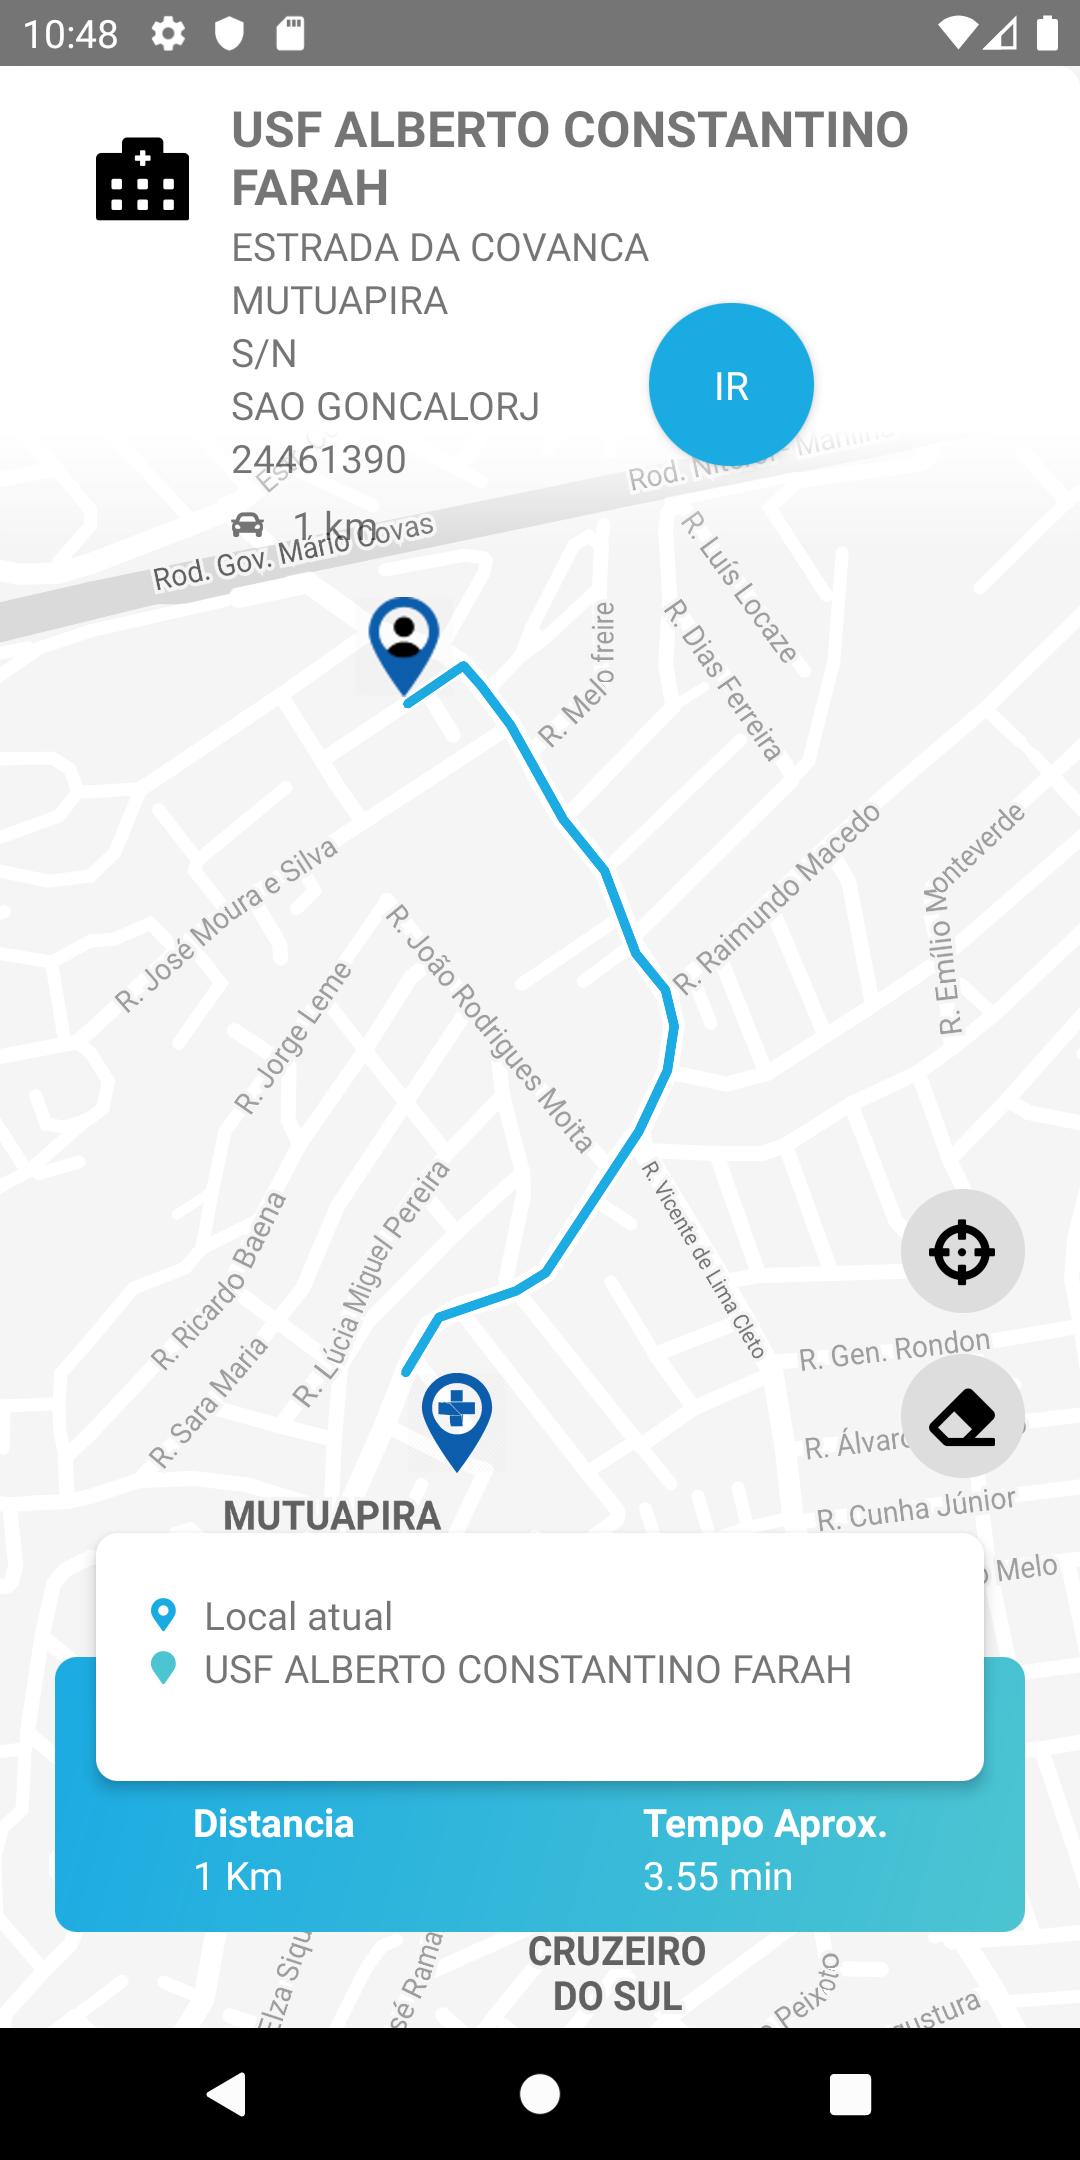 10:48
USF ALBERTO CONSTANTINO
FARAH
ESTRADA DA COVANCA
MUTUAPIRA
S/N
SAO GONCALORJ
24461390
1 km
IR
Rod. Gov. Mário Covas
R. Luís Locaze
R. Dias Ferreira
R. Melo freire
R. José Moura e Silva
R. Raimundo Macedo
R. Emílio Monteverde
R. João Rodrigues Moita
R. Jorge Leme
R. Vicente de Lima Cleto
R. Lúcia Miguel Pereira
R. Ricardo Baena
R. Sara Maria
R. Gen. Rondon
R. Cunha Júnior
Melo
MUTUAPIRA
Local atual
USF ALBERTO CONSTANTINO FARAH
Distancia
1 Km
Tempo Aprox.
3.55 min
CRUZEIRO
DO SUL
Peixoto